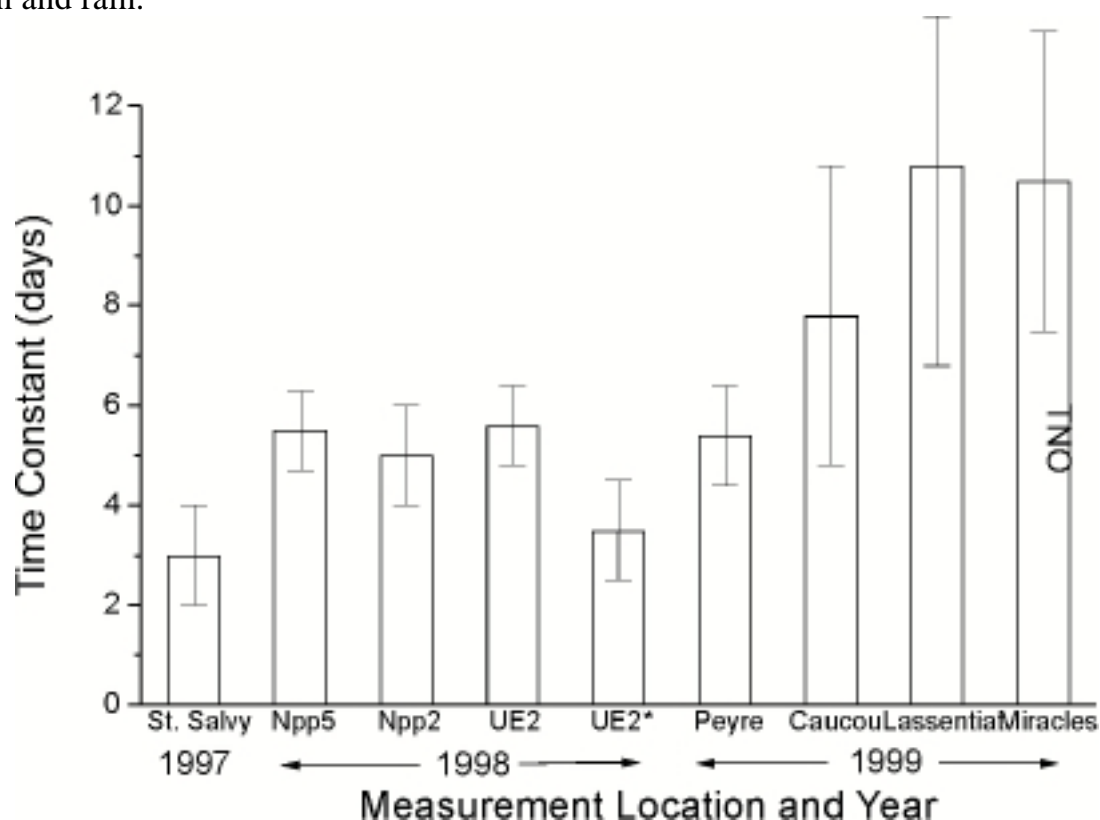 and rain.
12
10
8
6
4
2
0
Time Constant (days)
TNO
St. Salvy Npp5 Npp2 UE2 UE2* Peyre Caucou Lassentia Miracles
1997 1998 1999
Measurement Location and Year